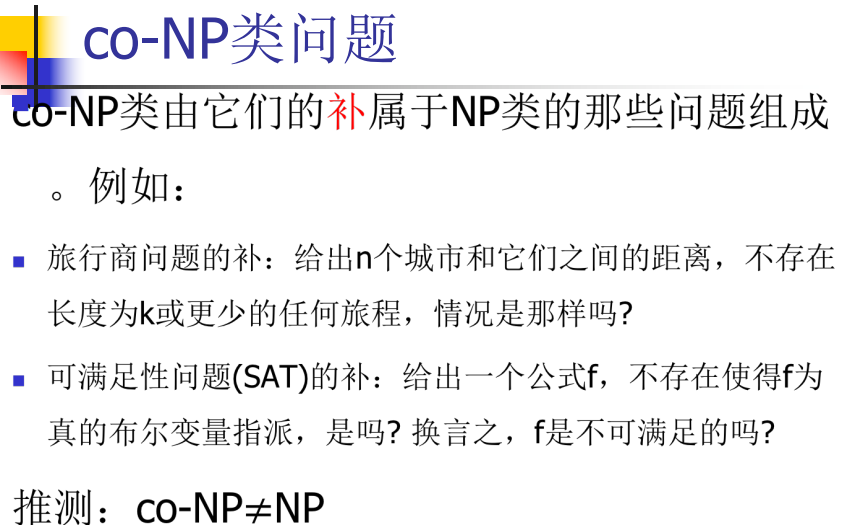 co-NP类问题
co-NP类由它们的补属于NP类的那些问题组成
。例如：
旅行商问题的补：给出n个城市和它们之间的距离，不存在
长度为k或更少的任何旅程，情况是那样吗?
可满足性问题(SAT)的补：给出一个公式f，不存在使得f为
真的布尔变量指派，是吗? 换言之，f是不可满足的吗?
推测：co-NP≠NP